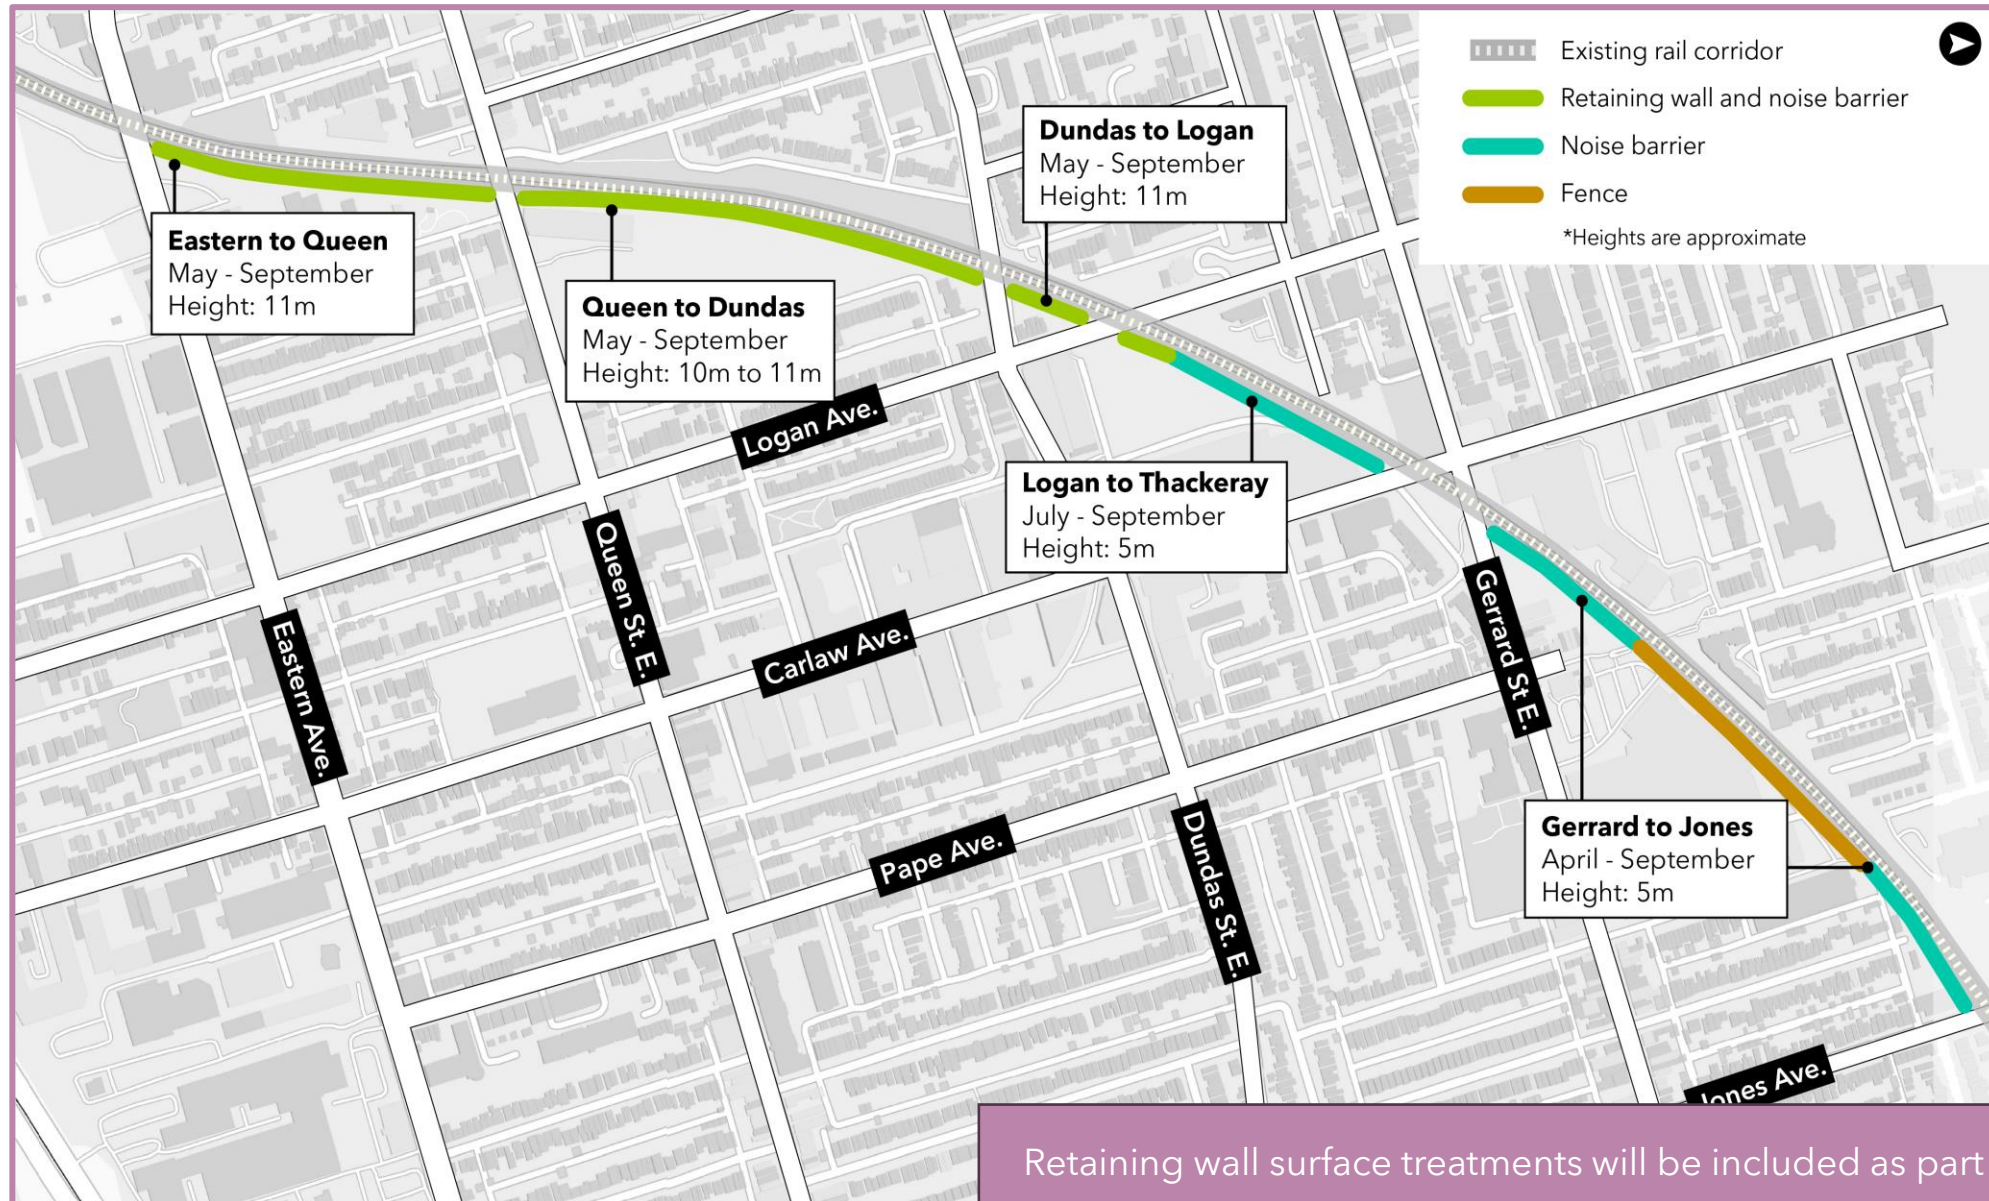 Existing rail corridor
Retaining wall and noise barrier
Noise barrier
Fence
*Heights are approximate
Dundas to Logan
May - September
Height: 11m
Eastern to Queen
May - September
Height: 11m
Queen to Dundas
May - September
Height: 10m to 11m
Logan Ave.
Logan to Thackeray
July - September
Height: 5m
Queen St. E.
Gerrard St. E.
Eastern Ave.
Carlaw Ave.
Pape Ave.
Dundas St. E.
Gerrard to Jones
April - September
Height: 5m
Jones Ave.
Retaining wall surface treatments will be included as part